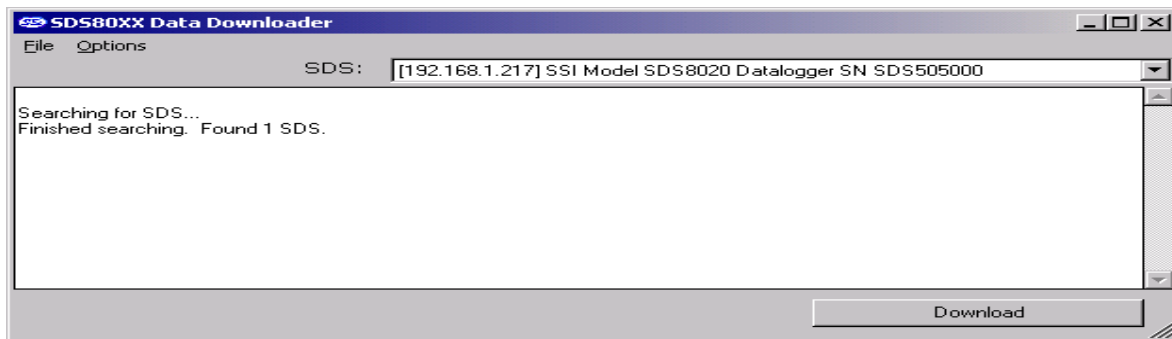 SDS80XX Data Downloader
File Options
SDS: [192.168.1.217] SSI Model SDS8020 Datalogger SN SDS505000
Searching for SDS...
Finished searching. Found 1 SDS.
Download